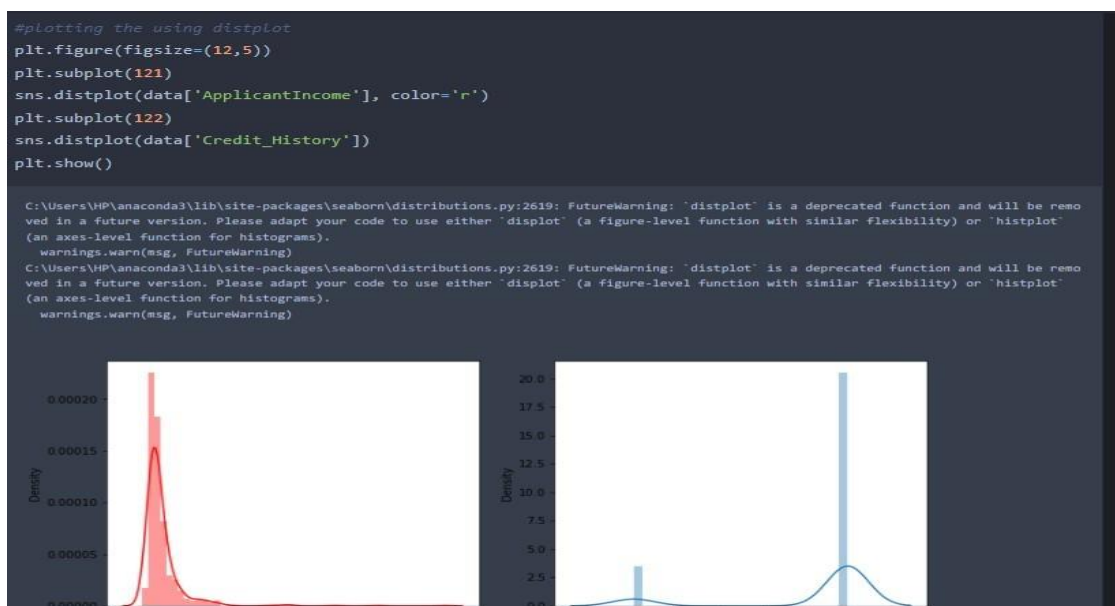 #plotting the using distplot
plt.figure(figsize=(12,5))
plt.subplot(121)
sns.distplot(data['ApplicantIncome'], color='r')
plt.subplot(122)
sns.distplot(data['Credit_History'])
plt.show()
C:\Users\HP\anaconda3\lib\site-packages\seaborn\distributions.py:2619: FutureWarning: `distplot` is a deprecated function and will be remo
ved in a future version. Please adapt your code to use either `displot` (a figure-level function with similar flexibility) or `histplot`
(an axes-level function for histograms).
warnings.warn(msg, FutureWarning)
C:\Users\HP\anaconda3\lib\site-packages\seaborn\distributions.py:2619: FutureWarning: `distplot` is a deprecated function and will be remo
ved in a future version. Please adapt your code to use either `displot` (a figure-level function with similar flexibility) or `histplot`
(an axes-level function for histograms).
warnings.warn(msg, FutureWarning)
0.00020
0.00015
0.00010
0.00005
0.00000
Density
20.0
17.5
15.0
12.5
10.0
7.5
5.0
2.5
0.0
Density